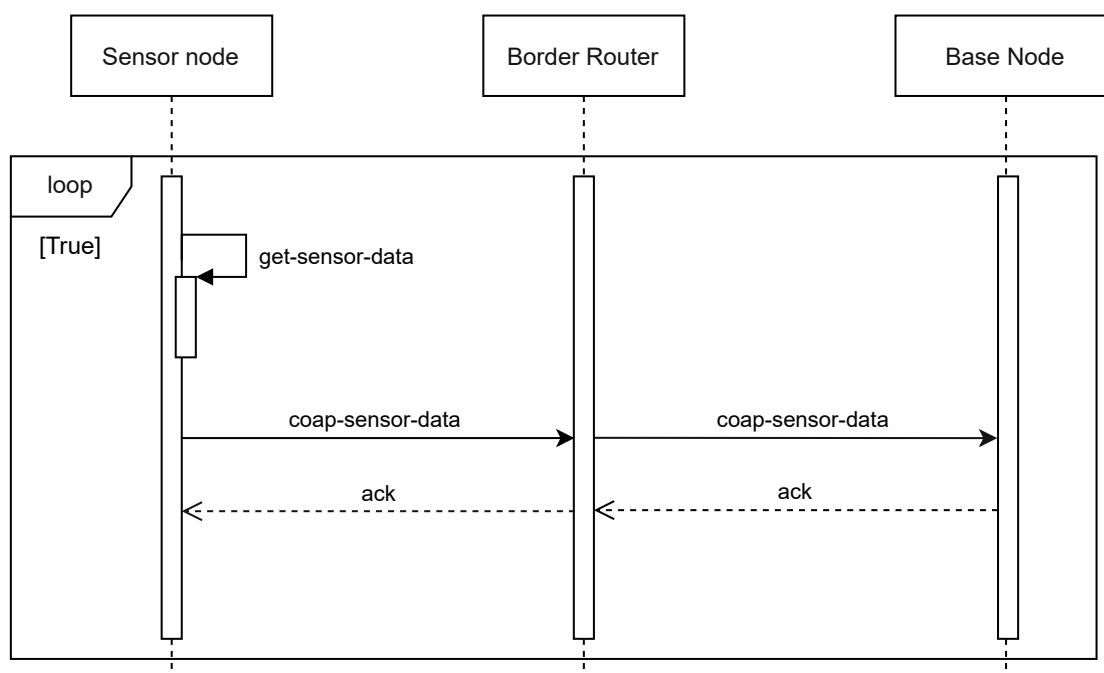 Sensor node
Border Router
Base Node
loop
[True]
get-sensor-data
coap-sensor-data
coap-sensor-data
ack
ack